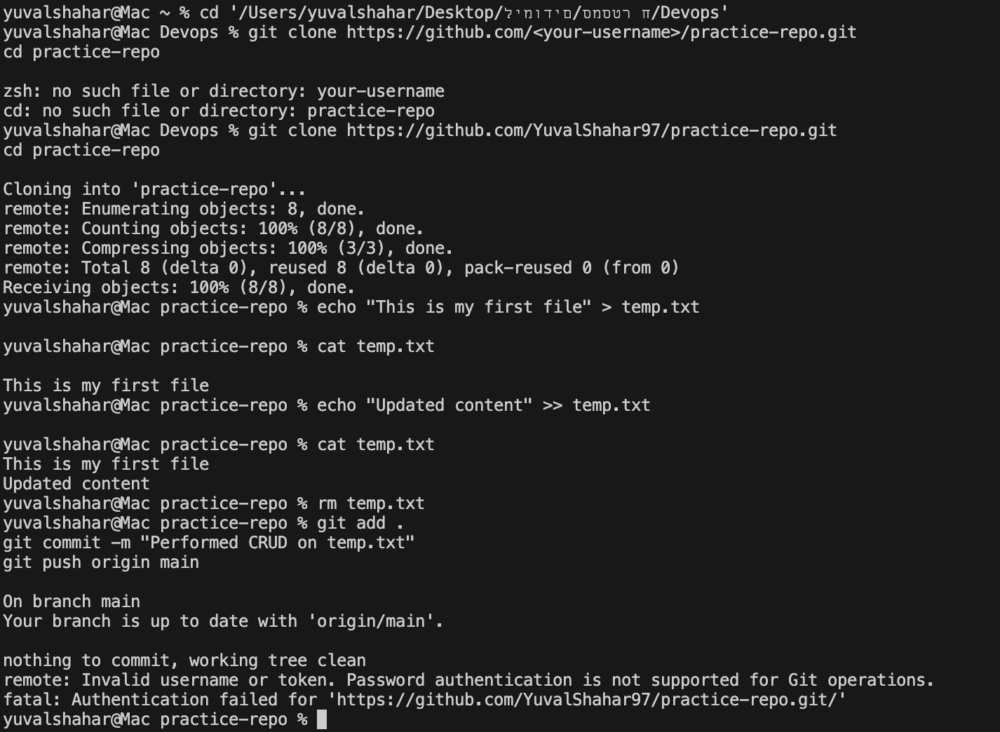 yuvalshahar@Mac ~ % cd '/Users/yuvalshahar/Desktop/לימודים/סמסטר ח/Devops'
yuvalshahar@Mac Devops % git clone https://github.com/<your-username>/practice-repo.git
cd practice-repo
zsh: no such file or directory: your-username
cd: no such file or directory: practice-repo
yuvalshahar@Mac Devops % git clone https://github.com/YuvalShahar97/practice-repo.git
cd practice-repo
Cloning into 'practice-repo'...
remote: Enumerating objects: 8, done.
remote: Counting objects: 100% (8/8), done.
remote: Compressing objects: 100% (3/3), done.
remote: Total 8 (delta 0), reused 8 (delta 0), pack-reused 0 (from 0)
Receiving objects: 100% (8/8), done.
yuvalshahar@Mac practice-repo % echo "This is my first file" > temp.txt
yuvalshahar@Mac practice-repo % cat temp.txt
This is my first file
yuvalshahar@Mac practice-repo % echo "Updated content" >> temp.txt
yuvalshahar@Mac practice-repo % cat temp.txt
This is my first file
Updated content
yuvalshahar@Mac practice-repo % rm temp.txt
yuvalshahar@Mac practice-repo % git add .
git commit -m "Performed CRUD on temp.txt"
git push origin main
On branch main
Your branch is up to date with 'origin/main'.
nothing to commit, working tree clean
remote: Invalid username or token. Password authentication is not supported for Git operations.
fatal: Authentication failed for 'https://github.com/YuvalShahar97/practice-repo.git/'
yuvalshahar@Mac practice-repo %